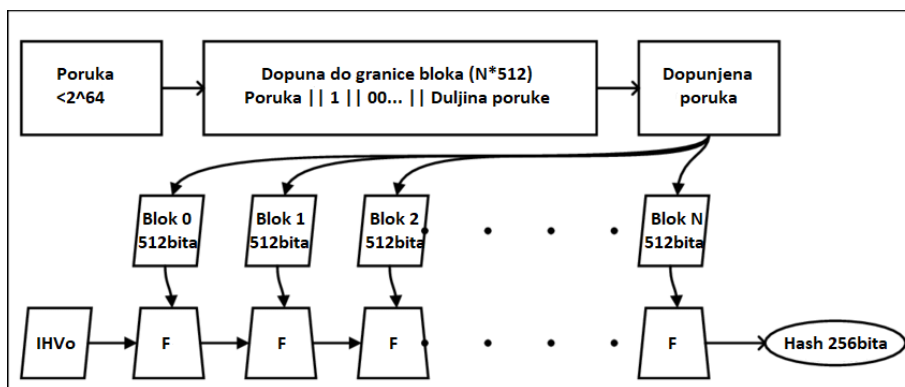 Poruka
<2^64
Dopuna do granice bloka (N*512)
Poruka || 1 || 00... || Duljina poruke
Dopunjena
poruka
Blok 0
512bita
Blok 1
512bita
Blok 2
512bita
Blok N
512bita
IHVo
F
F
F
F
Hash 256bita